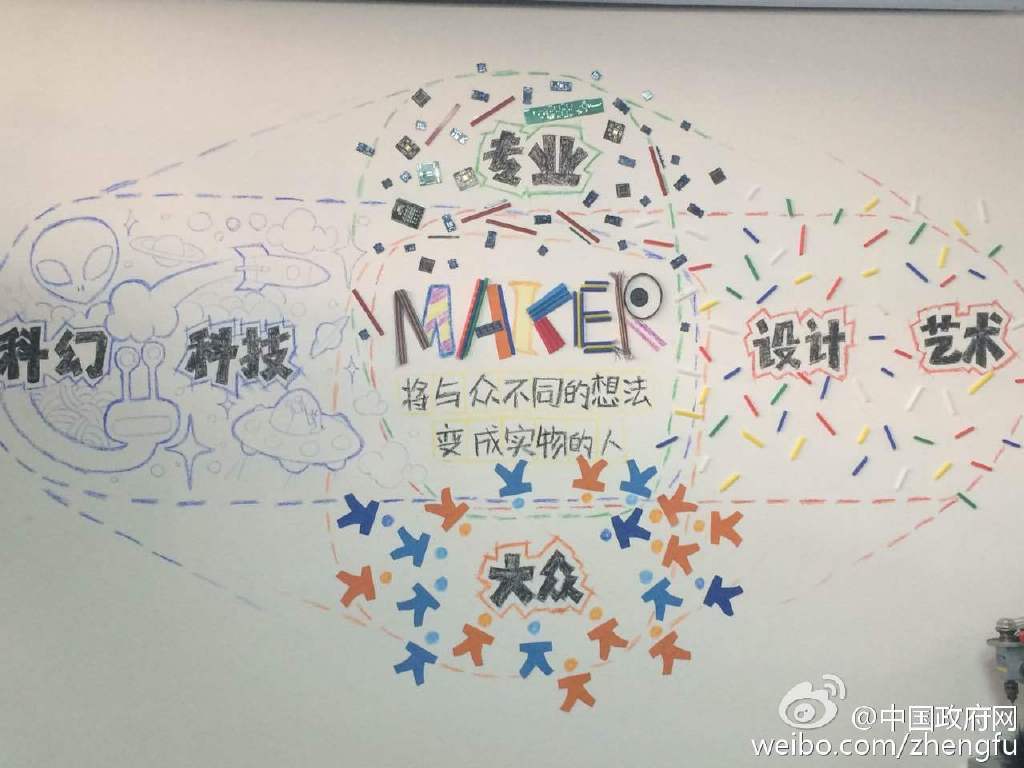 专业
MAKER
科幻
科技
设计
艺术
将与众不同的想法
变成实物的人
大众
@中国政府网
weibo.com/zhengfu